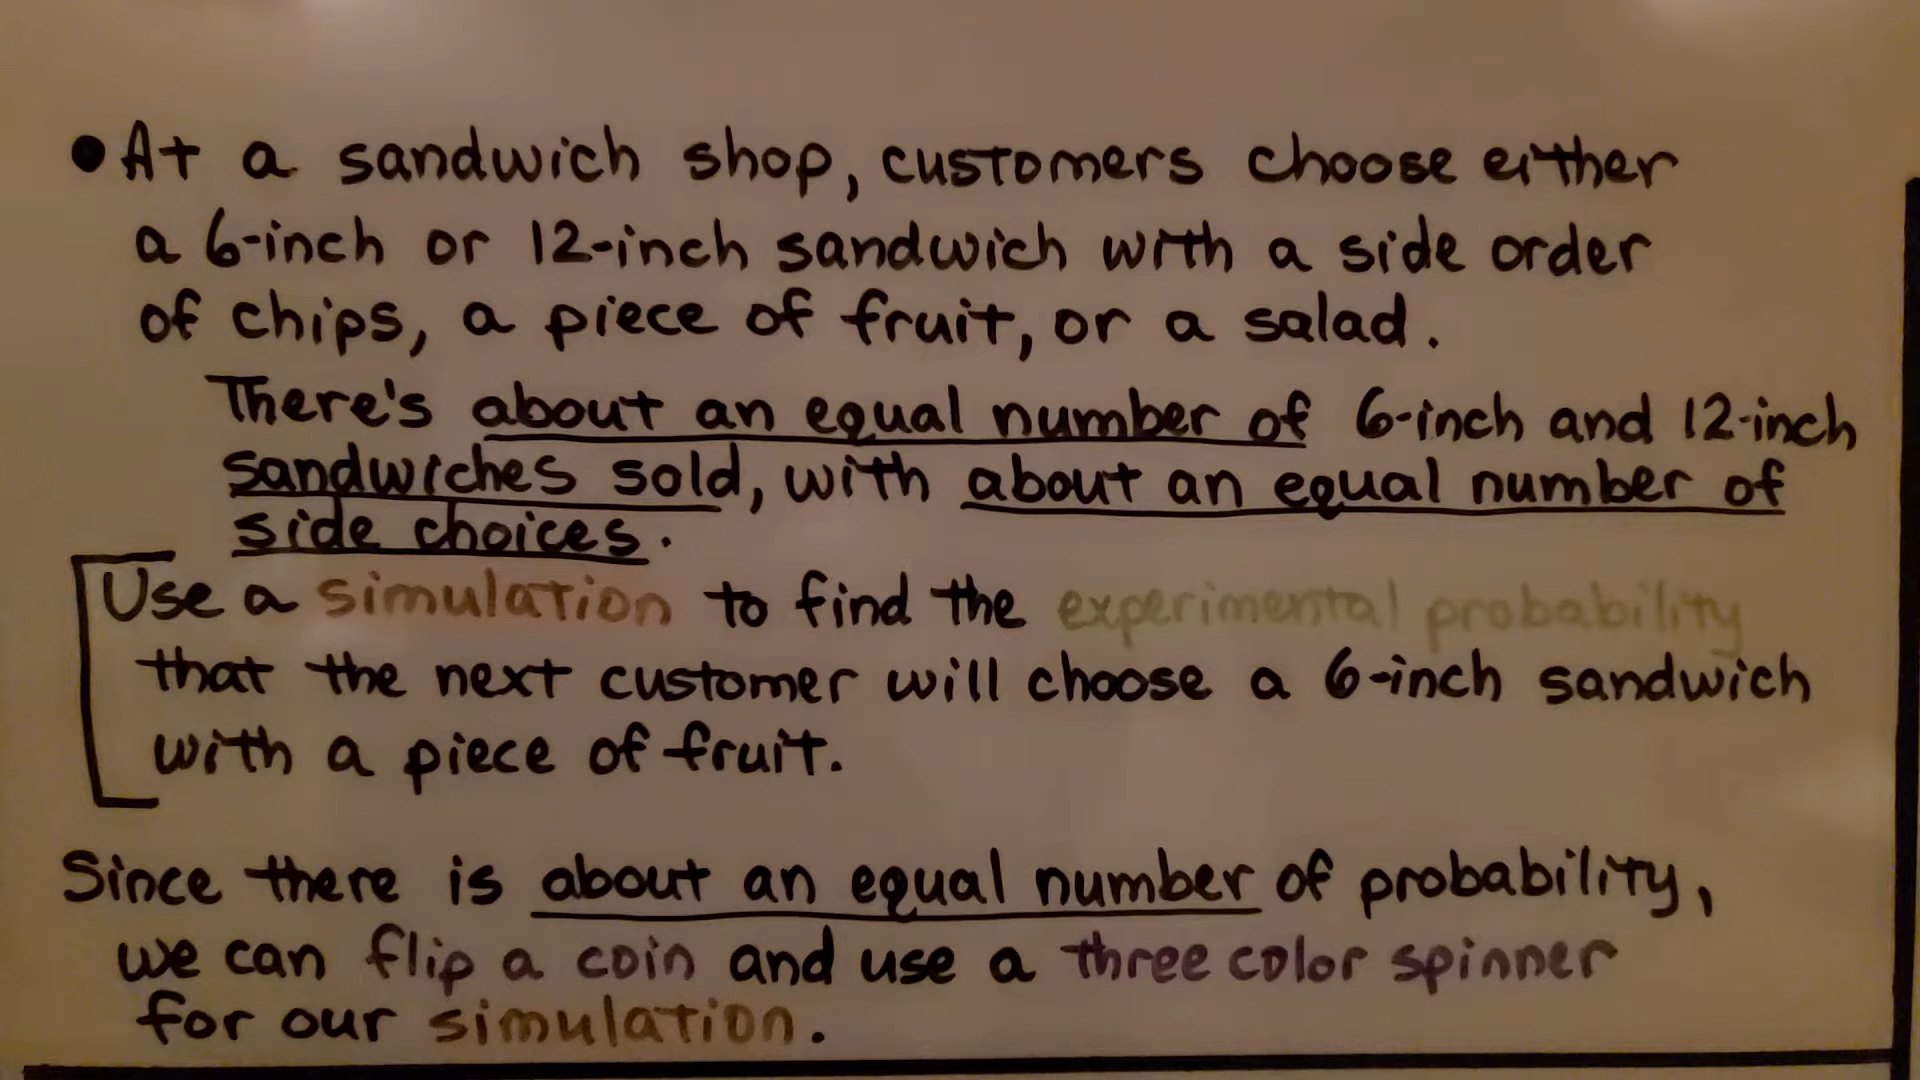 • At a sandwich shop, customers choose either
a 6-inch or 12-inch sandwich with a side order
of chips, a piece of fruit, or a salad.
There's about an equal number of 6-inch and 12-inch
sandwiches sold, with about an equal number of
side choices.
Use a simulation to find the experimental probability
that the next customer will choose a 6-inch sandwich
with a piece of fruit.
Since there is about an equal number of probability,
we can flip a coin and use a three color spinner
for our simulation.